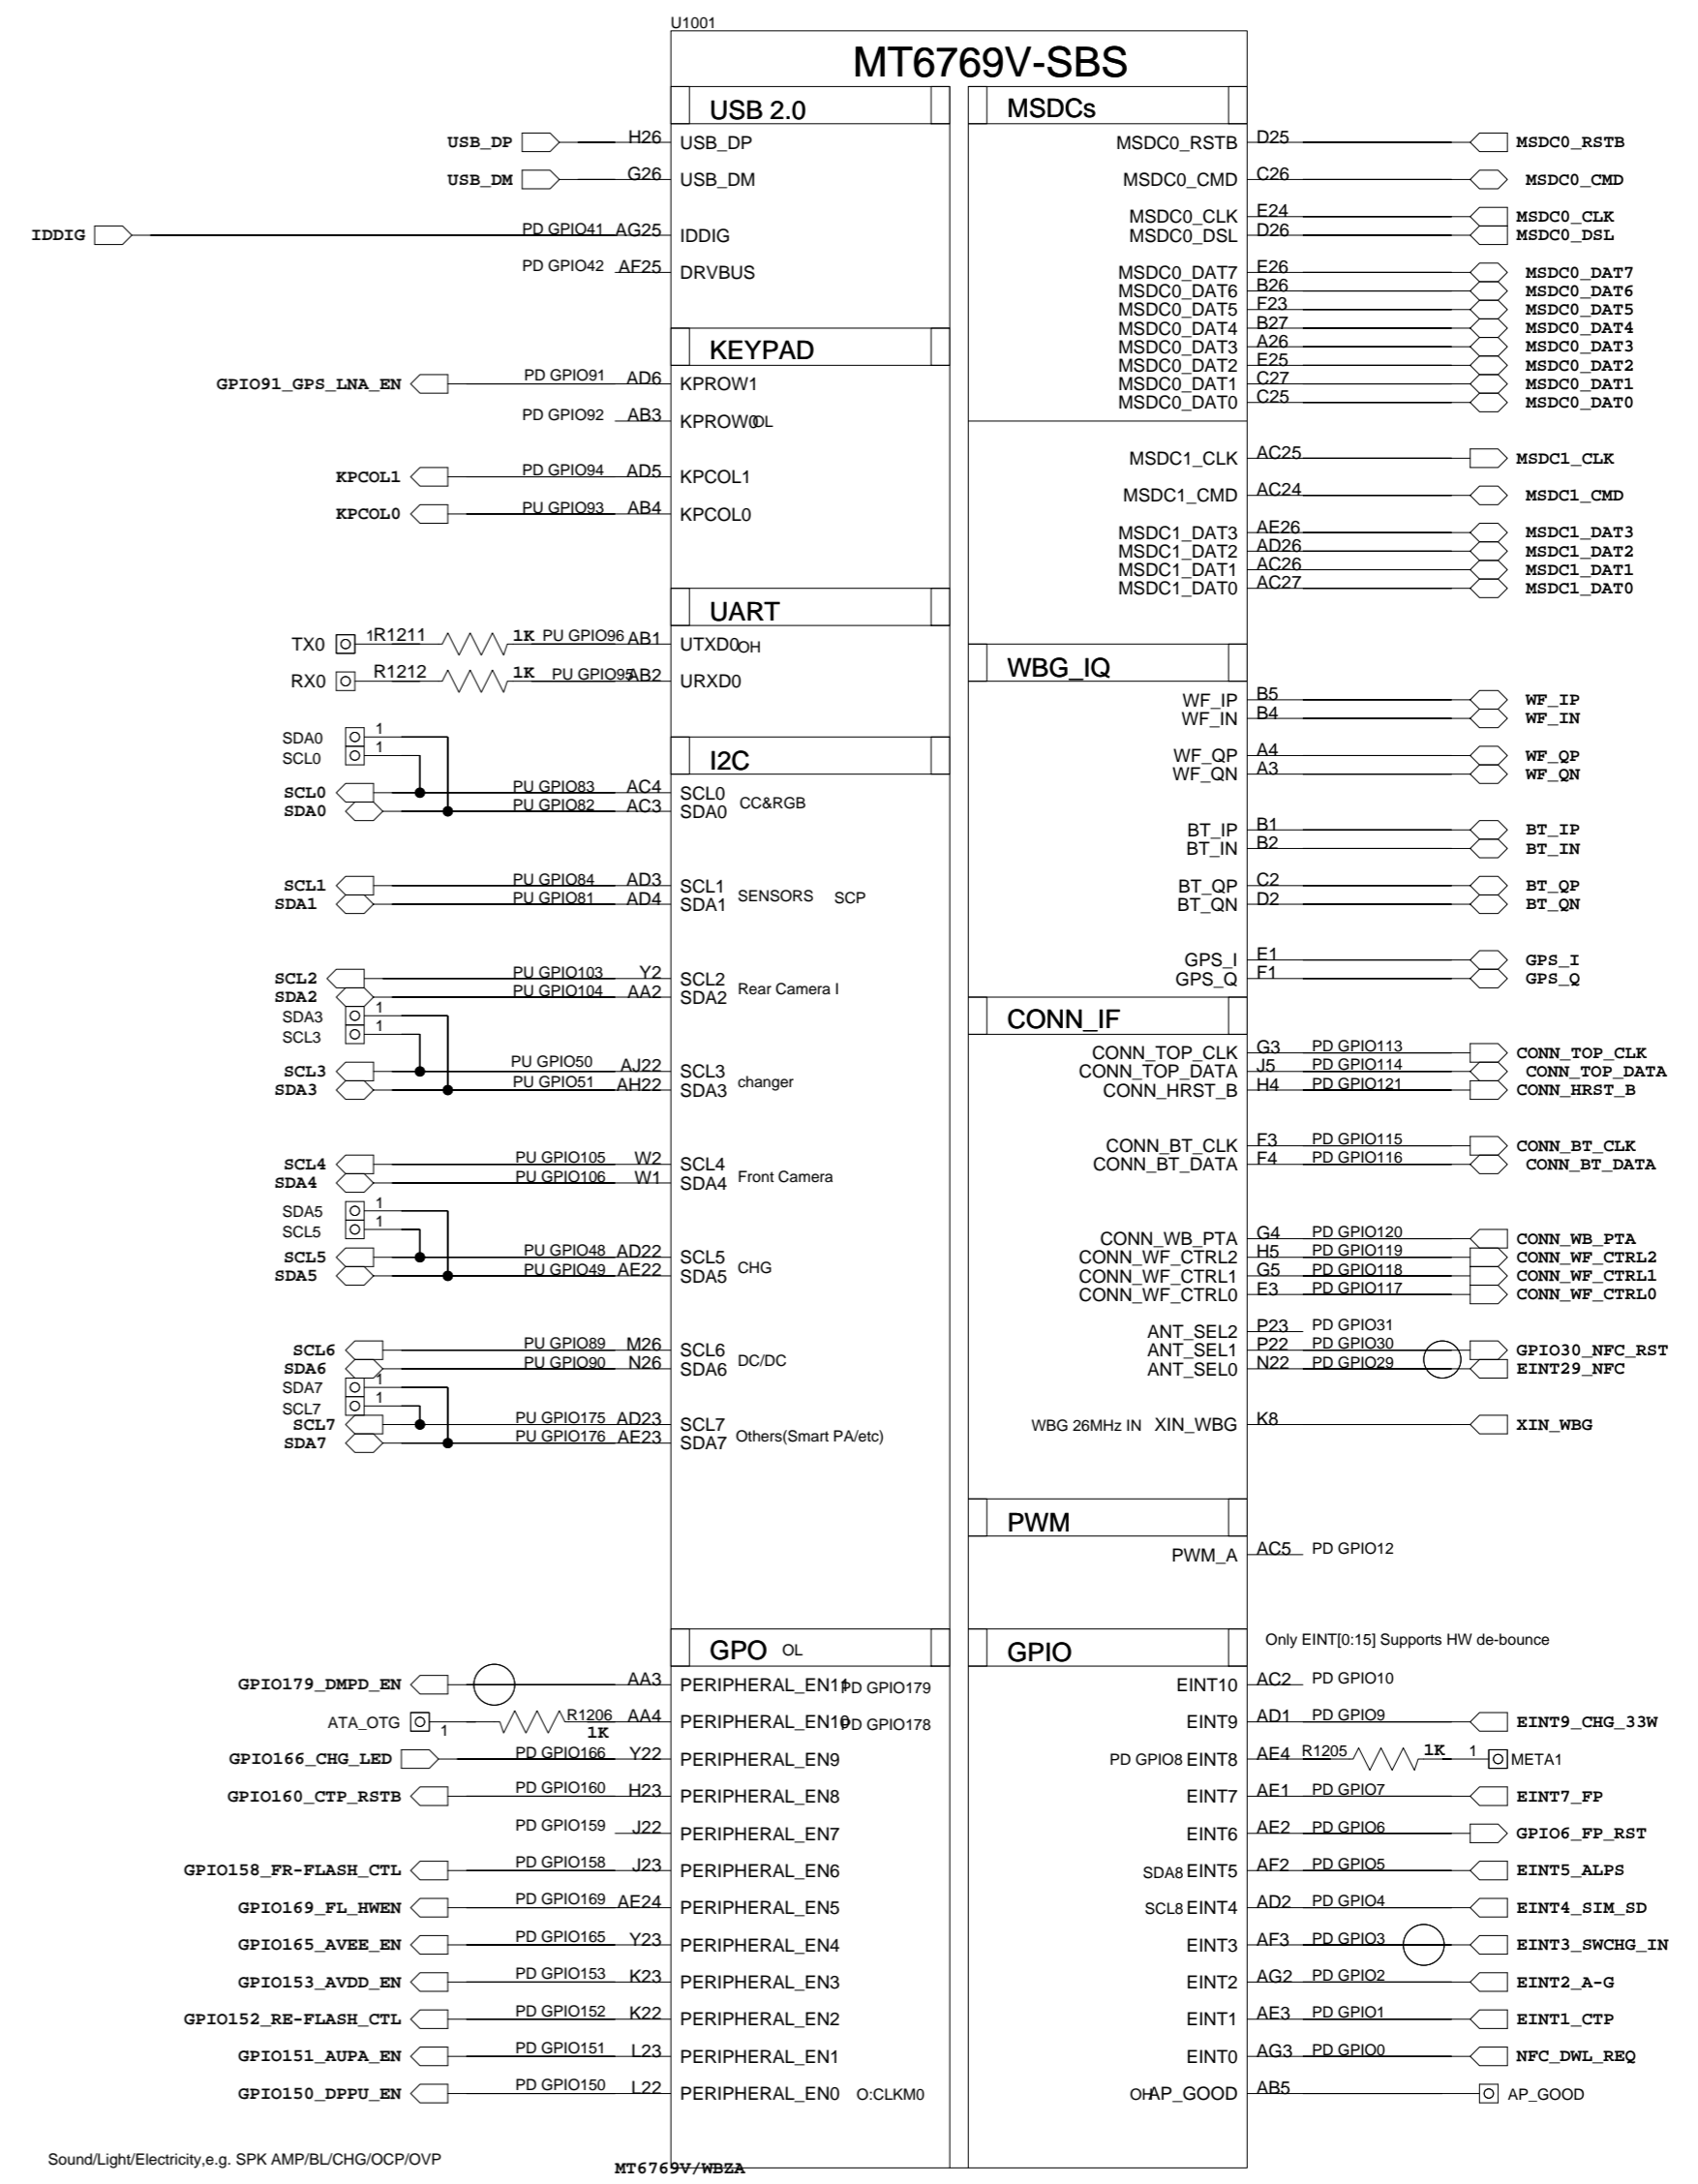 U1001
MT6769V-SBS
USB 2.0
USB_DP H26 USB_DP
USB_DM G26 USB_DM
IDDIG PD GPIO41 AG25 IDDIG
PD GPIO42 AF25 DRVBUS
KEYPAD
GPIO91_GPS_LNA_EN PD GPIO91 AD6 KPROW1
PD GPIO92 AB3 KPROW0 OL
KPCOL1 PD GPIO94 AD5 KPCOL1
KPCOL0 PU GPIO93 AB4 KPCOL0
UART
TX0 1 R1211 1K PU GPIO96 AB1 UTXD0 OH
RX0 R1212 1K PU GPIO95 AB2 URXD0
I2C
SDA0 1
SCL0 1
SCL0 PU GPIO83 AC4 SCL0
SDA0 PU GPIO82 AC3 SDA0 CC&RGB
SCL1 PU GPIO84 AD3 SCL1
SDA1 PU GPIO81 AD4 SDA1 SENSORS SCP
SCL2 PU GPIO103 Y2 SCL2
SDA2 PU GPIO104 AA2 SDA2 Rear Camera I
SDA3 1
SCL3 1
SCL3 PU GPIO50 AJ22 SCL3
SDA3 PU GPIO51 AH22 SDA3 changer
SCL4 PU GPIO105 W2 SCL4
SDA4 PU GPIO106 W1 SDA4 Front Camera
SDA5 1
SCL5 1
SCL5 PU GPIO48 AD22 SCL5
SDA5 PU GPIO49 AE22 SDA5 CHG
SCL6 PU GPIO89 M26 SCL6
SDA6 PU GPIO90 N26 SDA6 DC/DC
SDA7 1
SCL7 1
SCL7 PU GPIO175 AD23 SCL7
SDA7 PU GPIO176 AE23 SDA7 Others(Smart PA/etc)
GPO OL
GPIO179_DMPD_EN AA3 PERIPHERAL_EN11 PD GPIO179
ATA_OTG 1 R1206 1K AA4 PERIPHERAL_EN10 PD GPIO178
GPIO166_CHG_LED PD GPIO166 Y22 PERIPHERAL_EN9
GPIO160_CTP_RSTB PD GPIO160 H23 PERIPHERAL_EN8
PD GPIO159 J22 PERIPHERAL_EN7
GPIO158_FR-FLASH_CTL PD GPIO158 J23 PERIPHERAL_EN6
GPIO169_FL_HWEN PD GPIO169 AE24 PERIPHERAL_EN5
GPIO165_AVEE_EN PD GPIO165 Y23 PERIPHERAL_EN4
GPIO153_AVDD_EN PD GPIO153 K23 PERIPHERAL_EN3
GPIO152_RE-FLASH_CTL PD GPIO152 K22 PERIPHERAL_EN2
GPIO151_AUPA_EN PD GPIO151 L23 PERIPHERAL_EN1
GPIO150_DPPU_EN PD GPIO150 L22 PERIPHERAL_EN0 O:CLKM0
Sound/Light/Electricity,e.g. SPK AMP/BL/CHG/OCP/OVP
MT6769V/WBZA
MSDCs
MSDC0_RSTB D25 MSDC0_RSTB
MSDC0_CMD C26 MSDC0_CMD
MSDC0_CLK E24 MSDC0_CLK
MSDC0_DSL D26 MSDC0_DSL
MSDC0_DAT7 E26 MSDC0_DAT7
MSDC0_DAT6 B26 MSDC0_DAT6
MSDC0_DAT5 F23 MSDC0_DAT5
MSDC0_DAT4 B27 MSDC0_DAT4
MSDC0_DAT3 A26 MSDC0_DAT3
MSDC0_DAT2 E25 MSDC0_DAT2
MSDC0_DAT1 C27 MSDC0_DAT1
MSDC0_DAT0 C25 MSDC0_DAT0
MSDC1_CLK AC25 MSDC1_CLK
MSDC1_CMD AC24 MSDC1_CMD
MSDC1_DAT3 AE26 MSDC1_DAT3
MSDC1_DAT2 AD26 MSDC1_DAT2
MSDC1_DAT1 AC26 MSDC1_DAT1
MSDC1_DAT0 AC27 MSDC1_DAT0
WBG_IQ
WF_IP B5 WF_IP
WF_IN B4 WF_IN
WF_QP A4 WF_QP
WF_QN A3 WF_QN
BT_IP B1 BT_IP
BT_IN B2 BT_IN
BT_QP C2 BT_QP
BT_QN D2 BT_QN
GPS_I E1 GPS_I
GPS_Q F1 GPS_Q
CONN_IF
CONN_TOP_CLK G3 PD GPIO113 CONN_TOP_CLK
CONN_TOP_DATA J5 PD GPIO114 CONN_TOP_DATA
CONN_HRST_B H4 PD GPIO121 CONN_HRST_B
CONN_BT_CLK F3 PD GPIO115 CONN_BT_CLK
CONN_BT_DATA F4 PD GPIO116 CONN_BT_DATA
CONN_WB_PTA G4 PD GPIO120 CONN_WB_PTA
CONN_WF_CTRL2 H5 PD GPIO119 CONN_WF_CTRL2
CONN_WF_CTRL1 G5 PD GPIO118 CONN_WF_CTRL1
CONN_WF_CTRL0 E3 PD GPIO117 CONN_WF_CTRL0
ANT_SEL2 P23 PD GPIO31
ANT_SEL1 P22 PD GPIO30 GPIO30_NFC_RST
ANT_SEL0 N22 PD GPIO29 EINT29_NFC
WBG 26MHz IN XIN_WBG K8 XIN_WBG
PWM
PWM_A AC5 PD GPIO12
GPIO Only EINT[0:15] Supports HW de-bounce
EINT10 AC2 PD GPIO10
EINT9 AD1 PD GPIO9 EINT9_CHG_33W
PD GPIO8 EINT8 AE4 R1205 1K 1 META1
EINT7 AE1 PD GPIO7 EINT7_FP
EINT6 AE2 PD GPIO6 GPIO6_FP_RST
SDA8 EINT5 AF2 PD GPIO5 EINT5_ALPS
SCL8 EINT4 AD2 PD GPIO4 EINT4_SIM_SD
EINT3 AF3 PD GPIO3 EINT3_SWCHG_IN
EINT2 AG2 PD GPIO2 EINT2_A-G
EINT1 AE3 PD GPIO1 EINT1_CTP
EINT0 AG3 PD GPIO0 NFC_DWL_REQ
OH AP_GOOD AB5 AP_GOOD